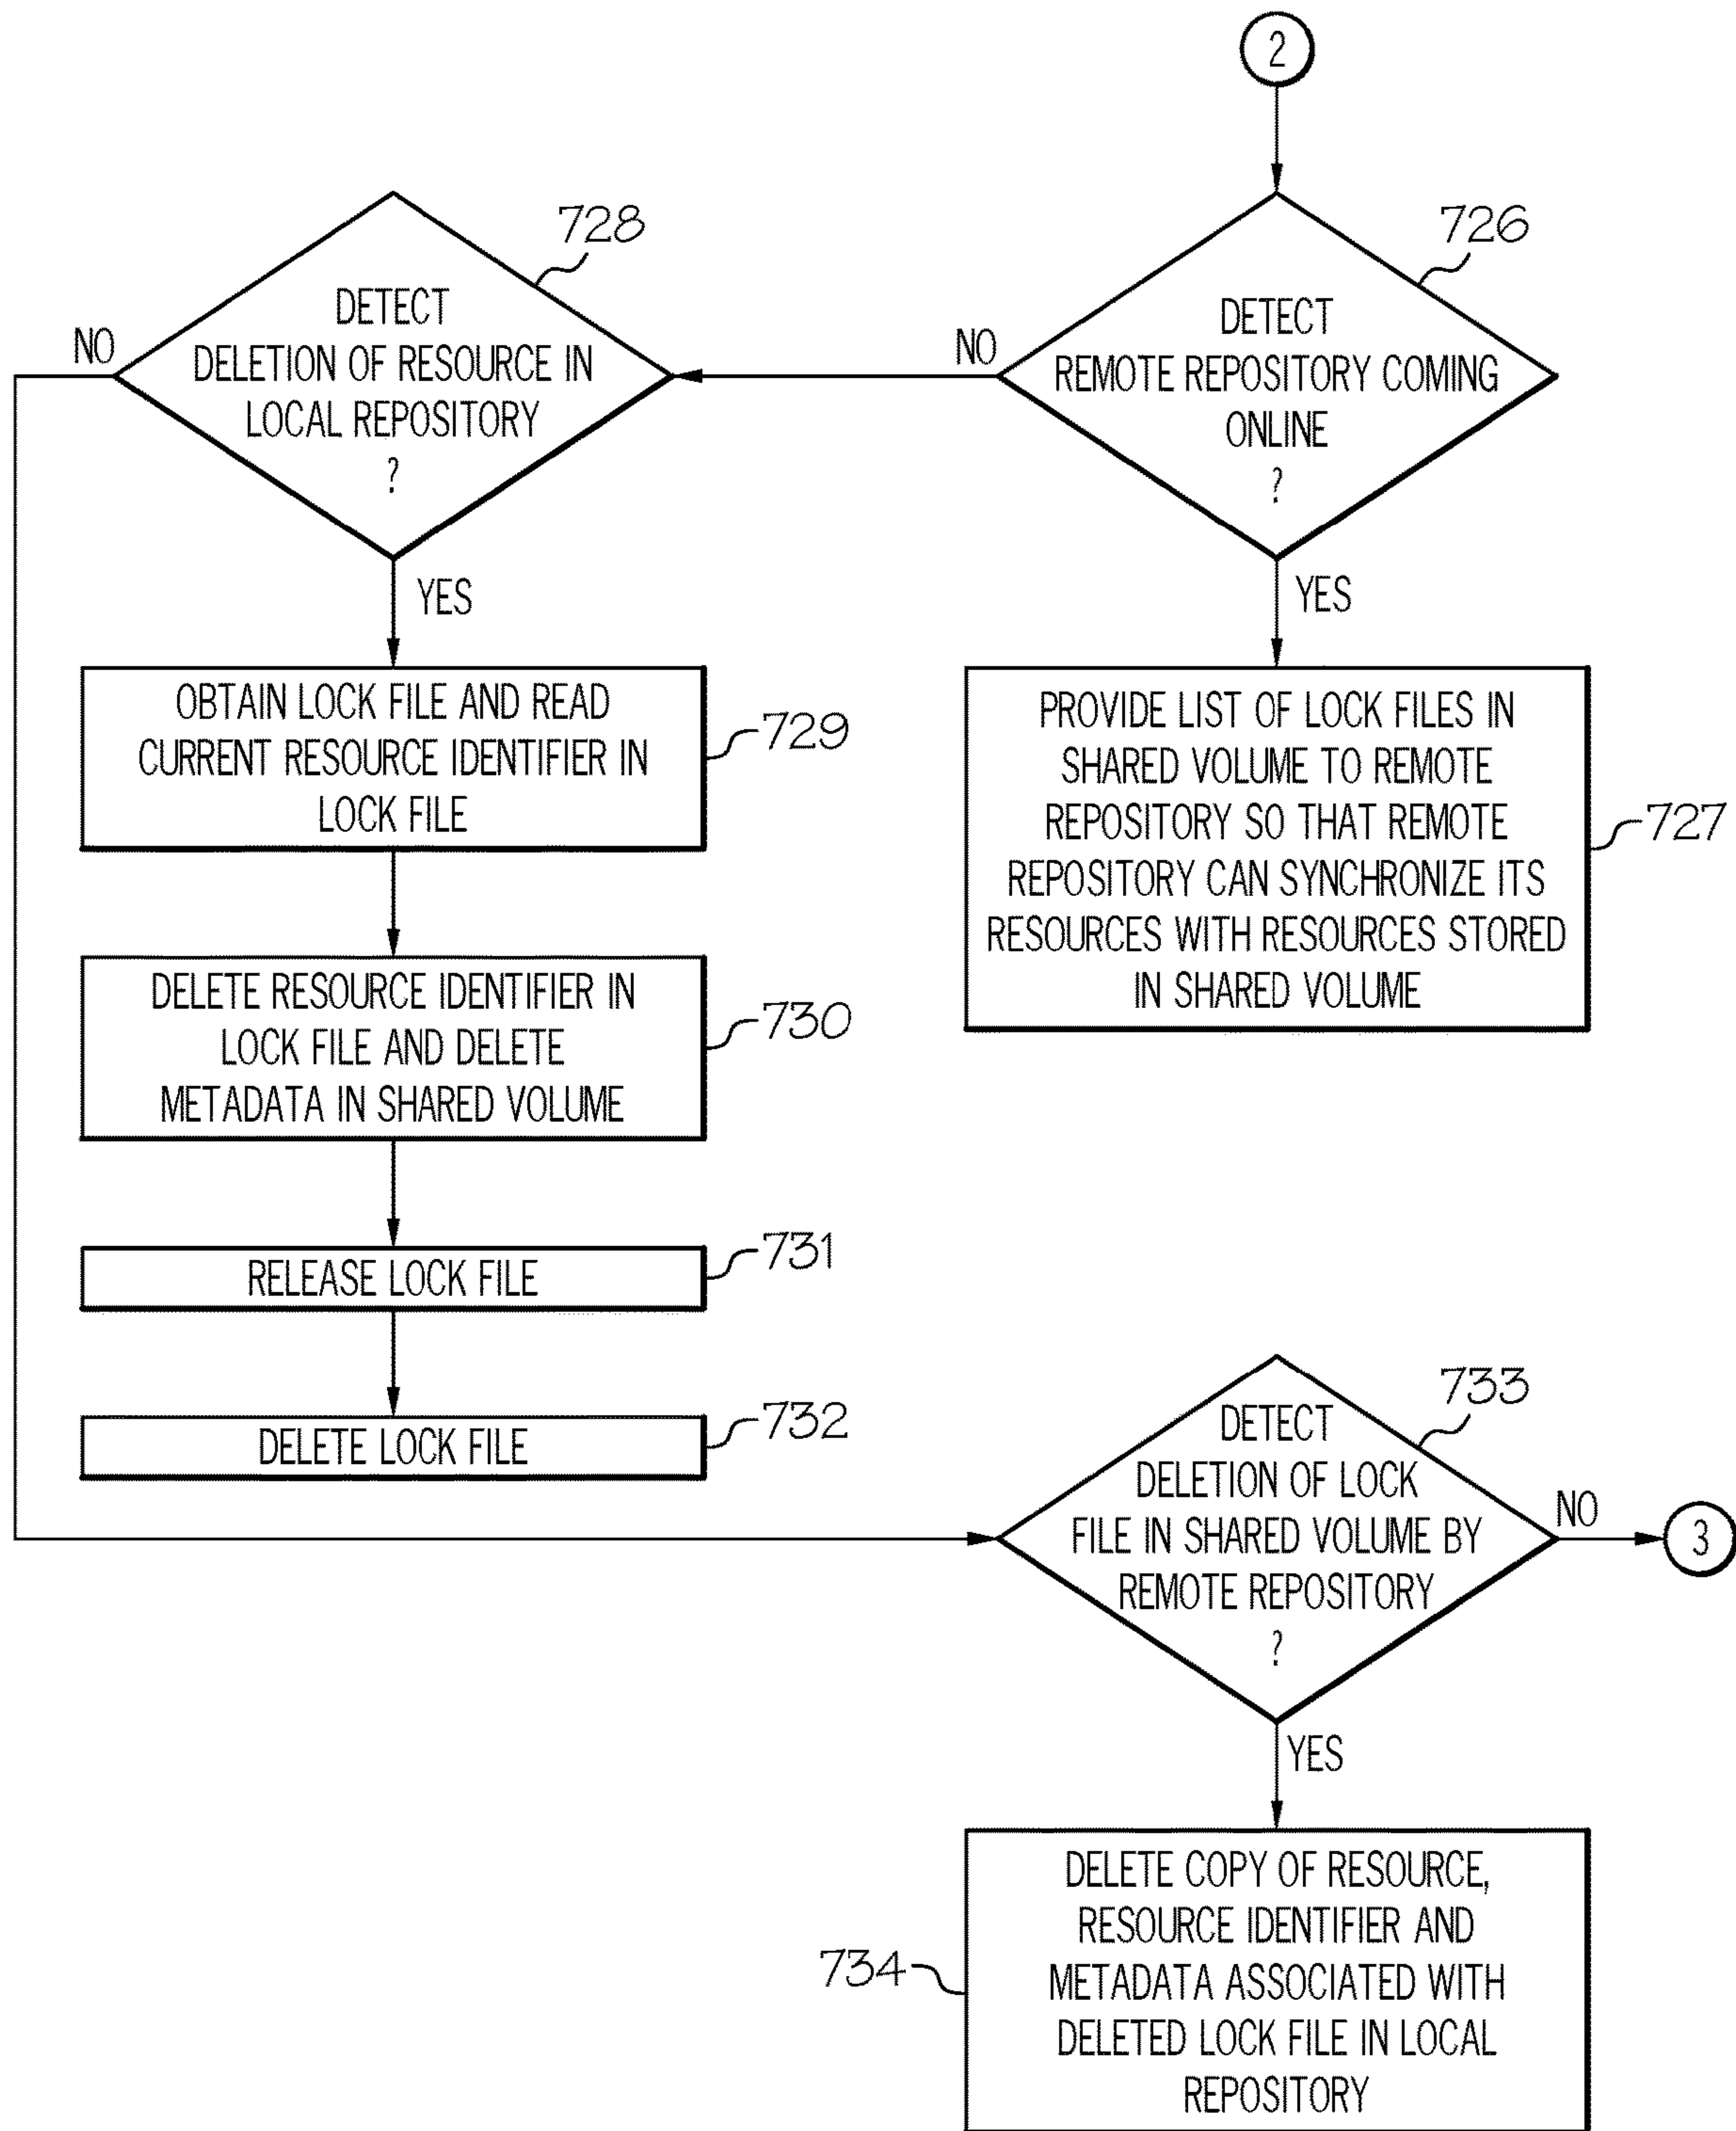 2
726
DETECT
REMOTE REPOSITORY COMING
ONLINE
?
NO
YES
727
PROVIDE LIST OF LOCK FILES IN
SHARED VOLUME TO REMOTE
REPOSITORY SO THAT REMOTE
REPOSITORY CAN SYNCHRONIZE ITS
RESOURCES WITH RESOURCES STORED
IN SHARED VOLUME
728
DETECT
DELETION OF RESOURCE IN
LOCAL REPOSITORY
?
NO
YES
729
OBTAIN LOCK FILE AND READ
CURRENT RESOURCE IDENTIFIER IN
LOCK FILE
730
DELETE RESOURCE IDENTIFIER IN
LOCK FILE AND DELETE
METADATA IN SHARED VOLUME
731
RELEASE LOCK FILE
732
DELETE LOCK FILE
733
DETECT
DELETION OF LOCK
FILE IN SHARED VOLUME BY
REMOTE REPOSITORY
?
NO
3
YES
734
DELETE COPY OF RESOURCE,
RESOURCE IDENTIFIER AND
METADATA ASSOCIATED WITH
DELETED LOCK FILE IN LOCAL
REPOSITORY